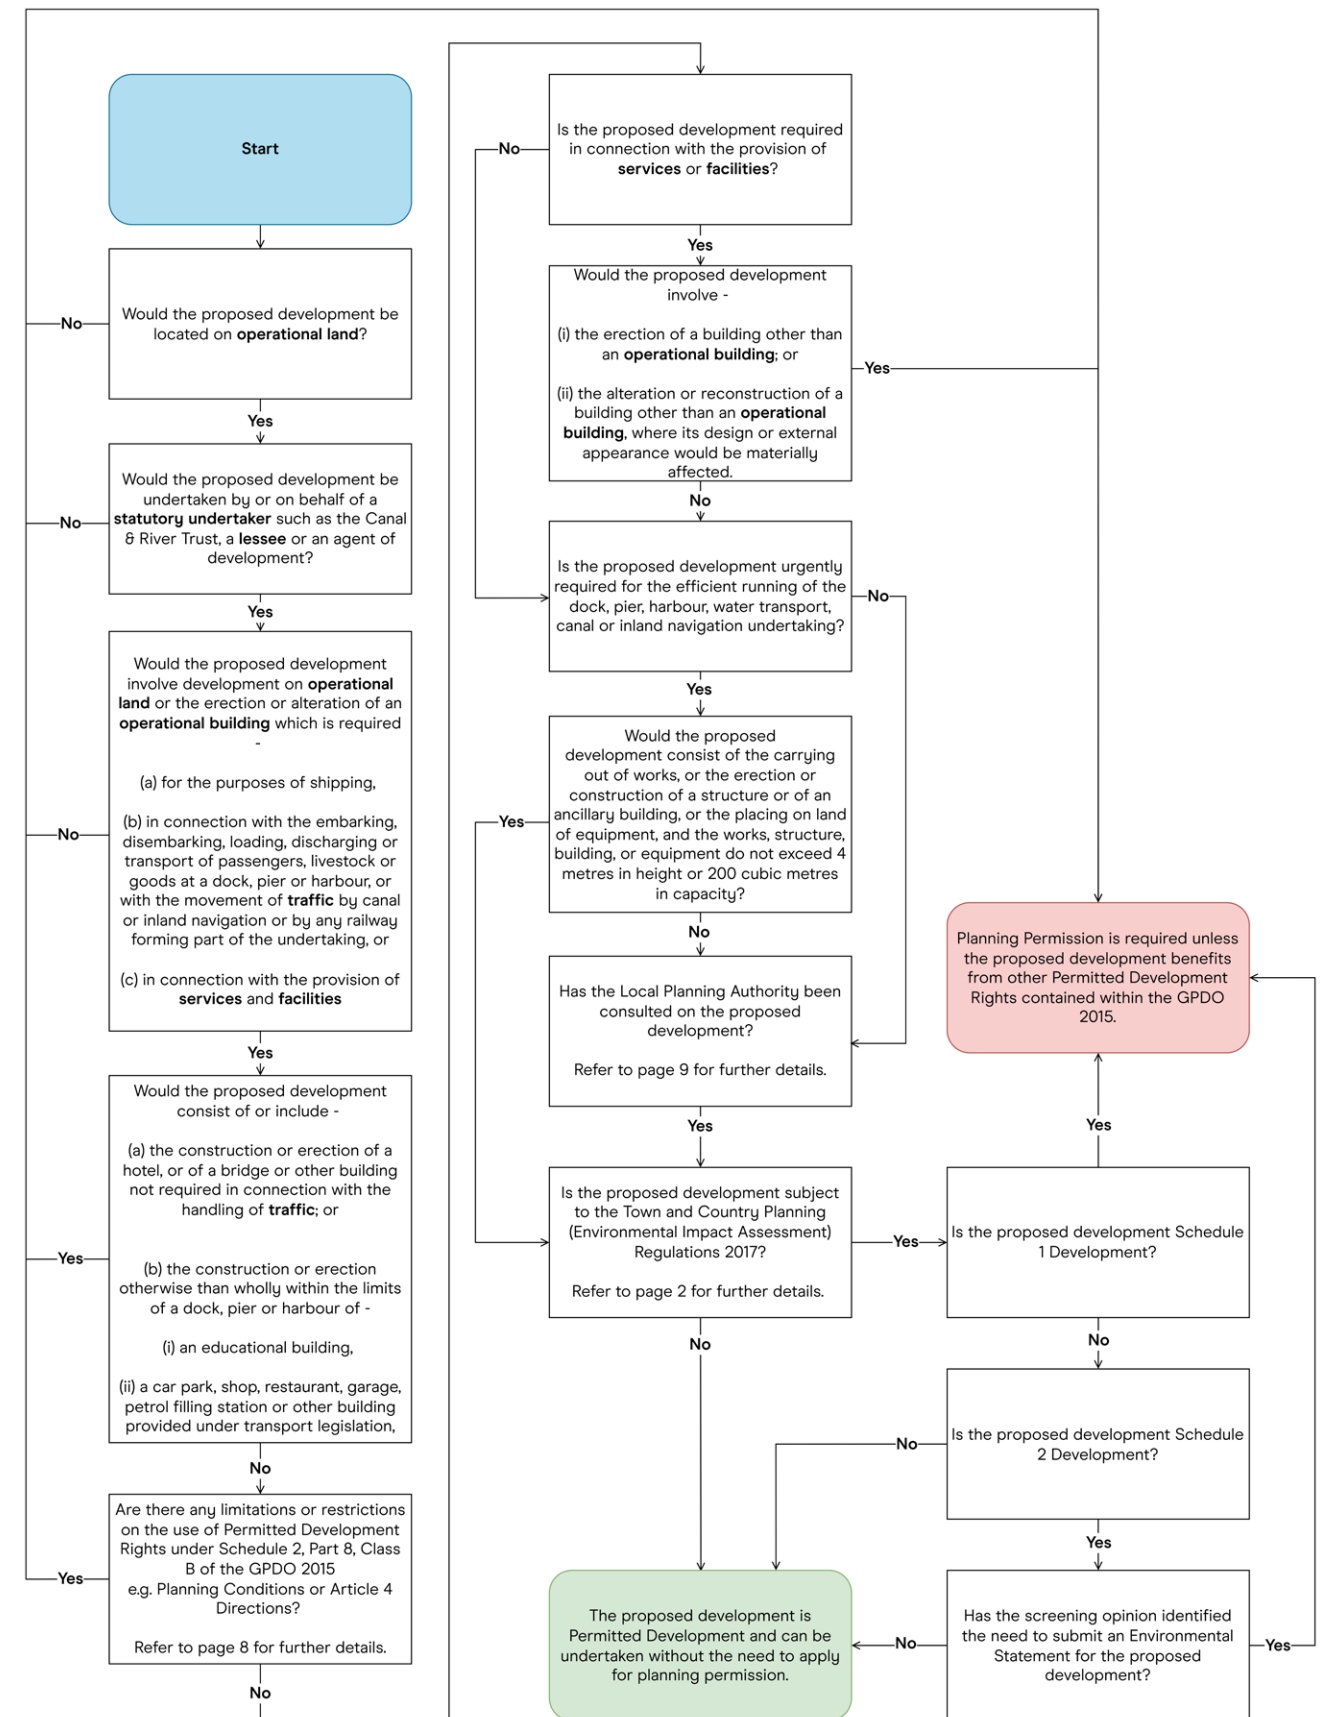 Start
No
Would the proposed development be
located on operational land?
Yes
No
Would the proposed development be
undertaken by or on behalf of a
statutory undertaker such as the Canal
& River Trust, a lessee or an agent of
development?
Yes
No
Would the proposed development
involve development on operational
land or the erection or alteration of an
operational building which is required
-
(a) for the purposes of shipping,
(b) in connection with the embarking,
disembarking, loading, discharging or
transport of passengers, livestock or
goods at a dock, pier or harbour, or
with the movement of traffic by canal
or inland navigation or by any railway
forming part of the undertaking, or
(c) in connection with the provision of
services and facilities
Yes
Would the proposed development
consist of or include -
(a) the construction or erection of a
hotel, or of a bridge or other building
not required in connection with the
handling of traffic; or
Yes
(b) the construction or erection
otherwise than wholly within the limits
of a dock, pier or harbour of -
(i) an educational building,
(ii) a car park, shop, restaurant, garage,
petrol filling station or other building
provided under transport legislation,
No
Are there any limitations or restrictions
on the use of Permitted Development
Rights under Schedule 2, Part 8, Class
B of the GPDO 2015
e.g. Planning Conditions or Article 4
Directions?
Refer to page 8 for further details.
Yes
No
Is the proposed development required
in connection with the provision of
services or facilities?
No
Yes
Would the proposed development
involve -
(i) the erection of a building other than
an operational building; or
(ii) the alteration or reconstruction of a
building other than an operational
building, where its design or external
appearance would be materially
affected.
Yes
No
Is the proposed development urgently
required for the efficient running of the
dock, pier, harbour, water transport,
canal or inland navigation undertaking?
No
Yes
Would the proposed
development consist of the carrying
out of works, or the erection or
construction of a structure or of an
ancillary building, or the placing on land
of equipment, and the works, structure,
building, or equipment do not exceed 4
metres in height or 200 cubic metres
in capacity?
Yes
No
Has the Local Planning Authority been
consulted on the proposed
development?
Refer to page 9 for further details.
Yes
Is the proposed development subject
to the Town and Country Planning
(Environmental Impact Assessment)
Regulations 2017?
Refer to page 2 for further details.
Yes
No
The proposed development is
Permitted Development and can be
undertaken without the need to apply
for planning permission.
Planning Permission is required unless
the proposed development benefits
from other Permitted Development
Rights contained within the GPDO
2015.
Yes
Is the proposed development Schedule
1 Development?
No
Is the proposed development Schedule
2 Development?
No
Yes
Has the screening opinion identified
the need to submit an Environmental
Statement for the proposed
development?
No
Yes